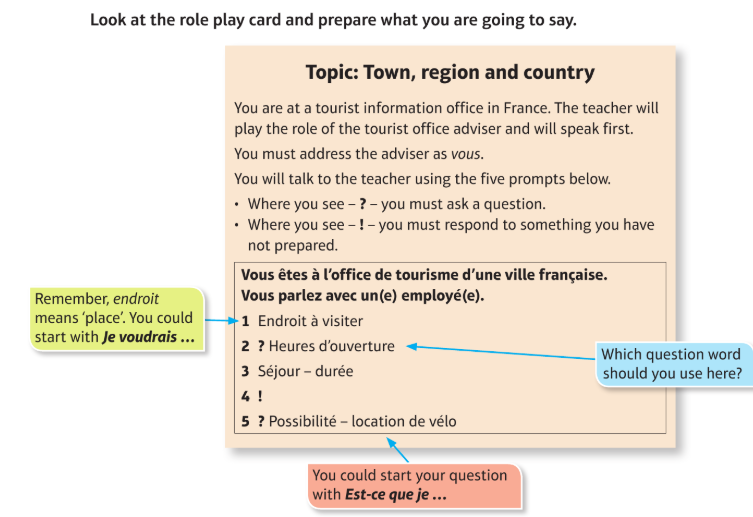 Look at the role play card and prepare what you are going to say.
Topic: Town, region and country
You are at a tourist information office in France. The teacher will
play the role of the tourist office adviser and will speak first.
You must address the adviser as vous.
You will talk to the teacher using the five prompts below.
• Where you see – ? – you must ask a question.
• Where you see – ! – you must respond to something you have
not prepared.
Vous êtes à l’office de tourisme d’une ville française.
Vous parlez avec un(e) employé(e).
1 Endroit à visiter
2 ? Heures d’ouverture
3 Séjour – durée
4 !
5 ? Possibilité – location de vélo
Remember, endroit
means ‘place’. You could
start with Je voudrais …
Which question word
should you use here?
You could start your question
with Est-ce que je …